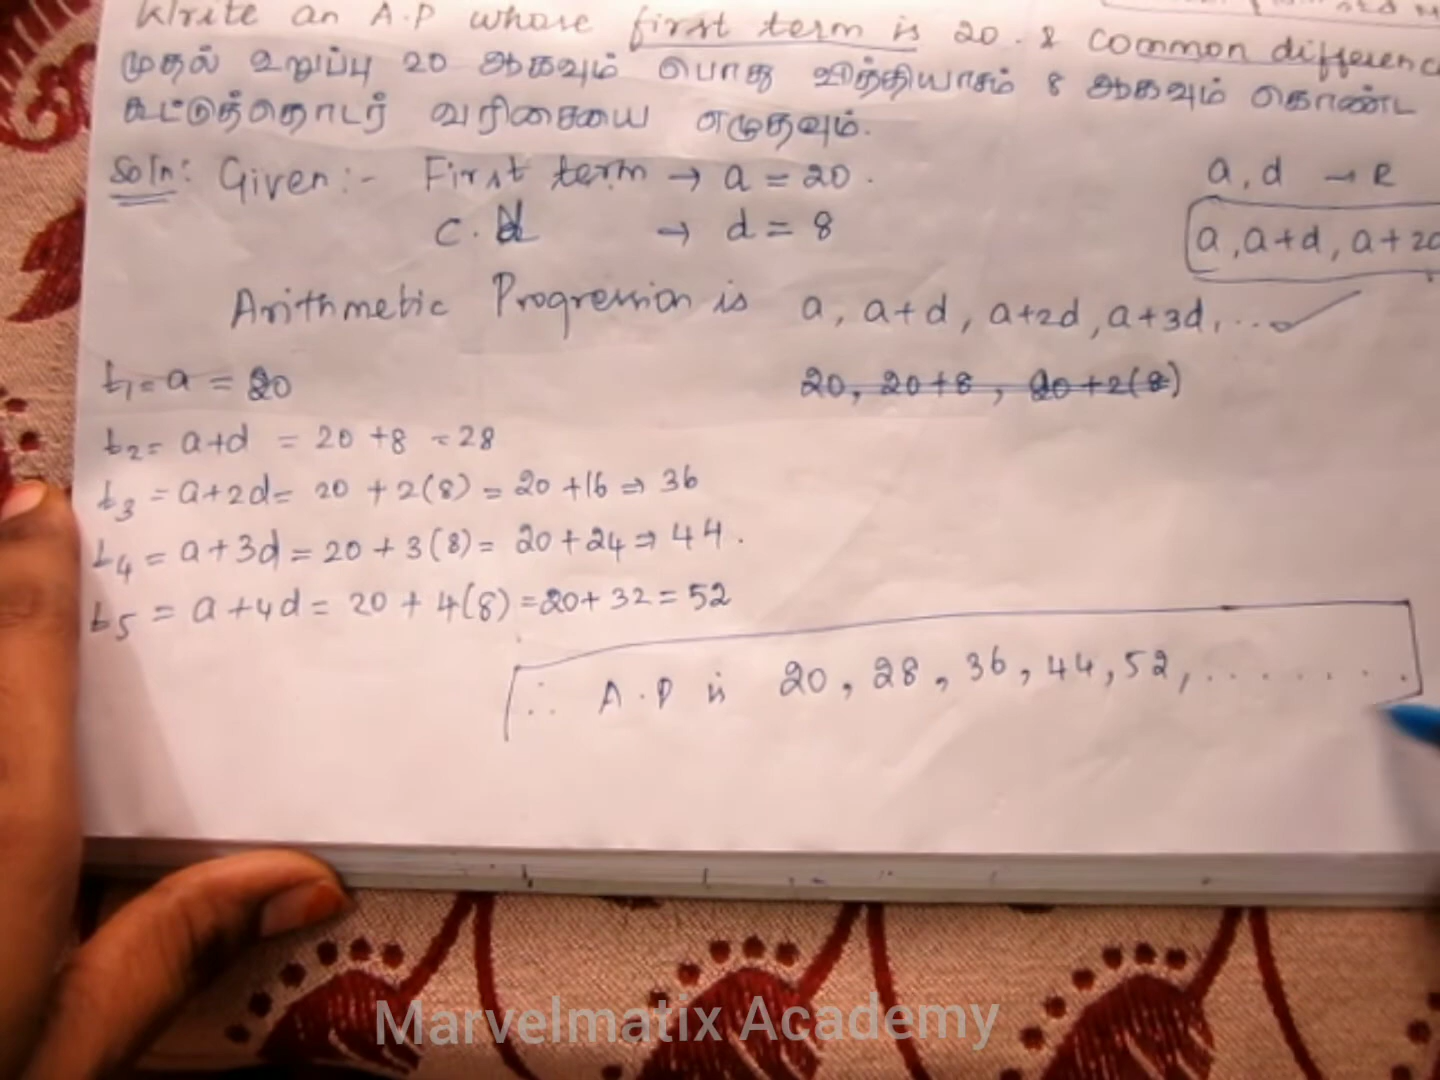 Write an A.P whose first term is 20 & common differenc
முதல் உறுப்பு 20 ஆகவும் பொது வித்தியாசம் 8 ஆகவும் கொண்ட
கூட்டுத்தொடர் வரிசையை எழுதவும்.
Soln: Given:- First term → a = 20.
C.d → d = 8
a, d → R
a, a+d, a+2d
Arithmetic Progression is a, a+d, a+2d, a+3d, ...
t1 = a = 20
20, 20+8, 20+2(8)
t2 = a+d = 20+8 = 28
t3 = a+2d = 20+2(8) = 20+16 ⇒ 36
t4 = a+3d = 20+3(8) = 20+24 ⇒ 44.
t5 = a+4d = 20+4(8) = 20+32 = 52
∴ A.P is 20, 28, 36, 44, 52, .......
Marvelmatix Academy